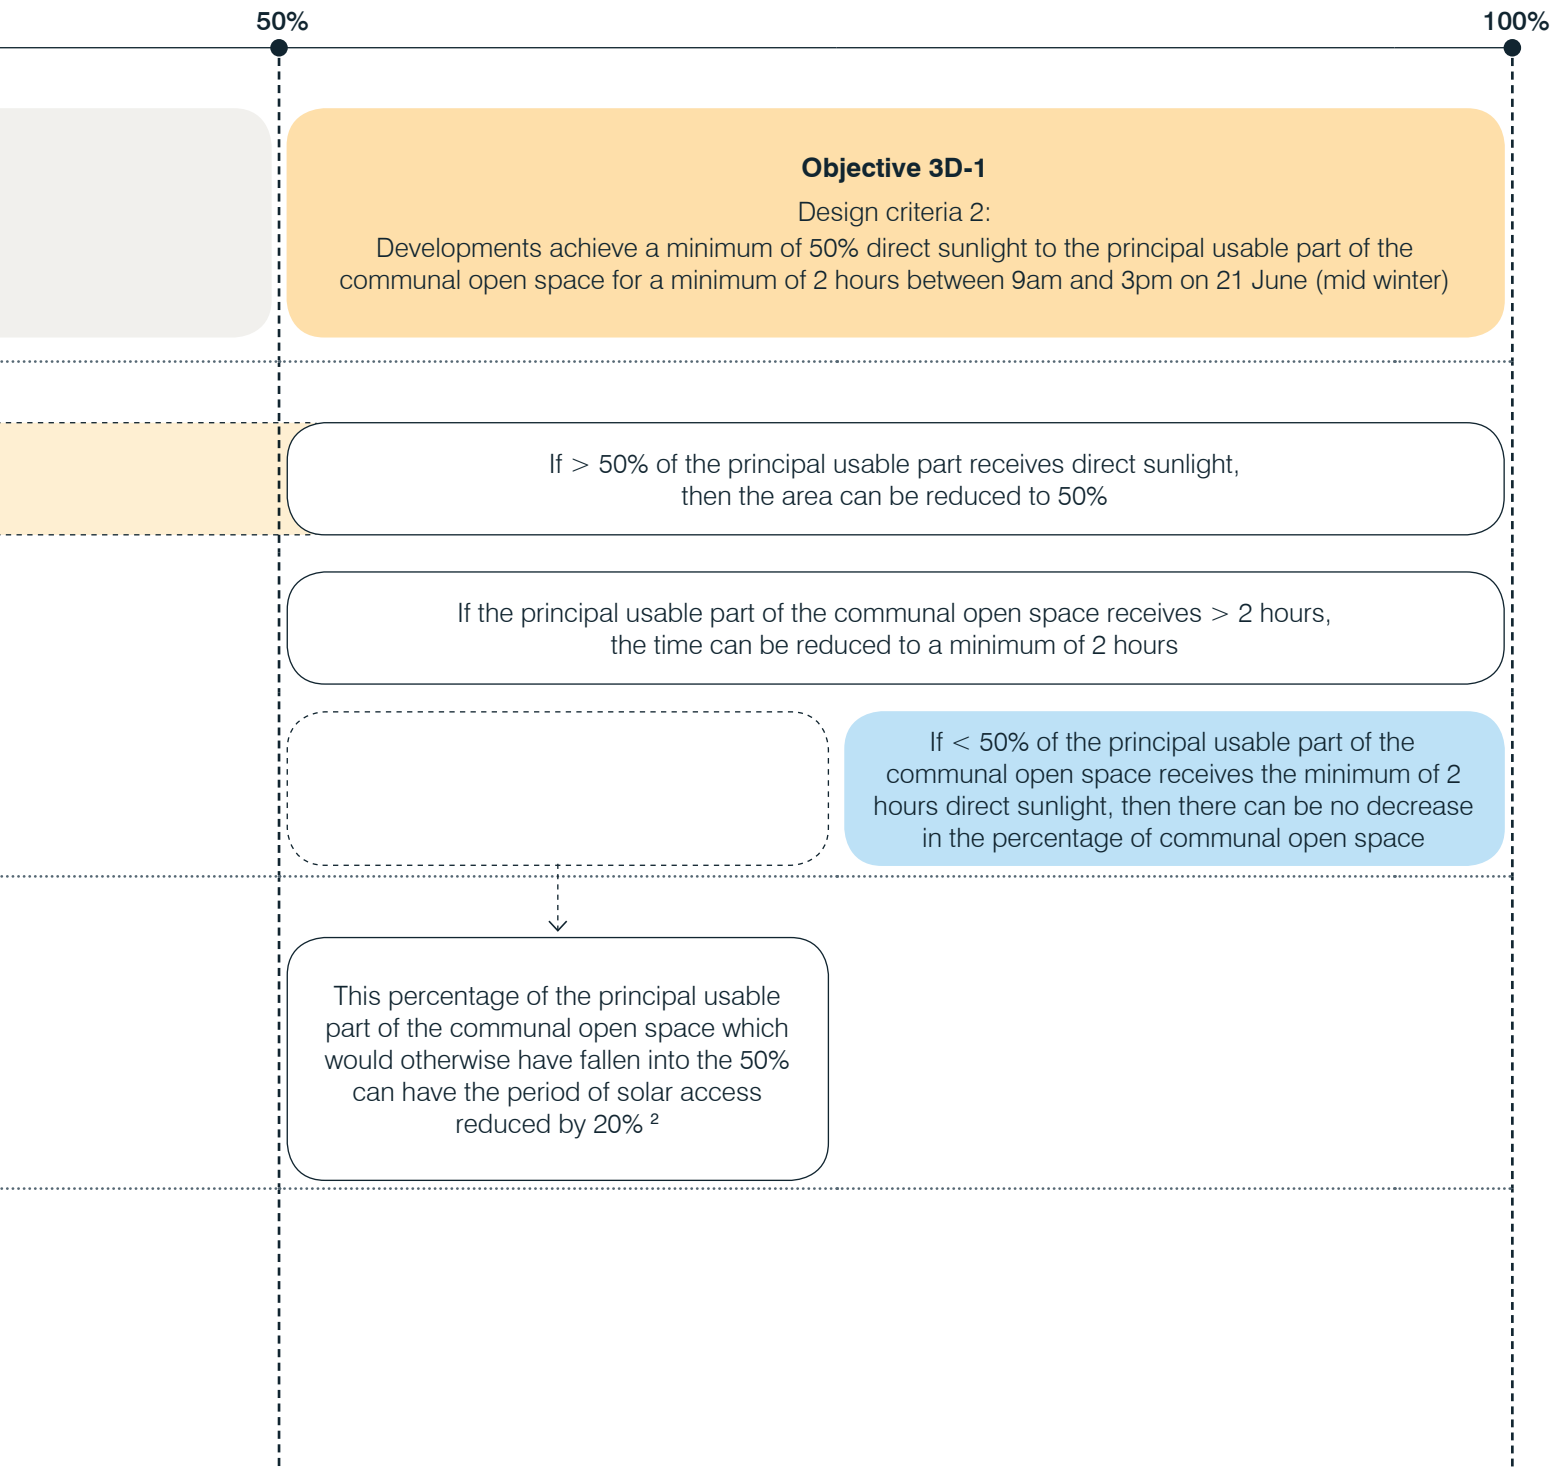 50%
100%
Objective 3D-1
Design criteria 2:
Developments achieve a minimum of 50% direct sunlight to the principal usable part of the
communal open space for a minimum of 2 hours between 9am and 3pm on 21 June (mid winter)
If > 50% of the principal usable part receives direct sunlight,
then the area can be reduced to 50%
If the principal usable part of the communal open space receives > 2 hours,
the time can be reduced to a minimum of 2 hours
If < 50% of the principal usable part of the
communal open space receives the minimum of 2
hours direct sunlight, then there can be no decrease
in the percentage of communal open space
This percentage of the principal usable
part of the communal open space which
would otherwise have fallen into the 50%
can have the period of solar access
reduced by 20% ²